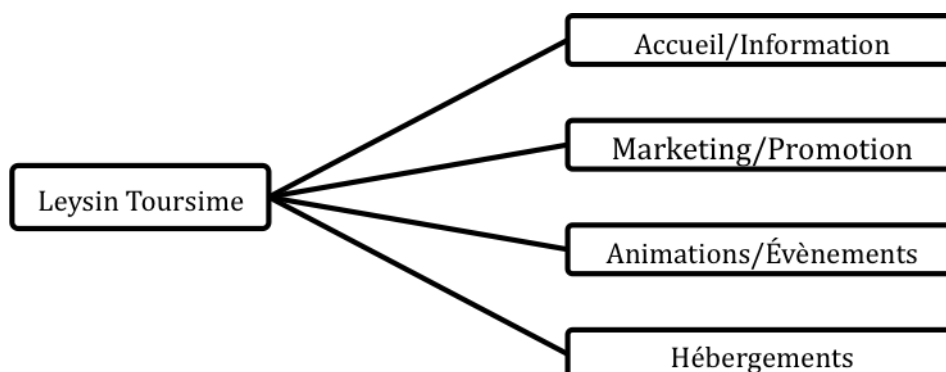 Accueil/Information
Marketing/Promotion
Leysin Toursime
Animations/Évènements
Hébergements